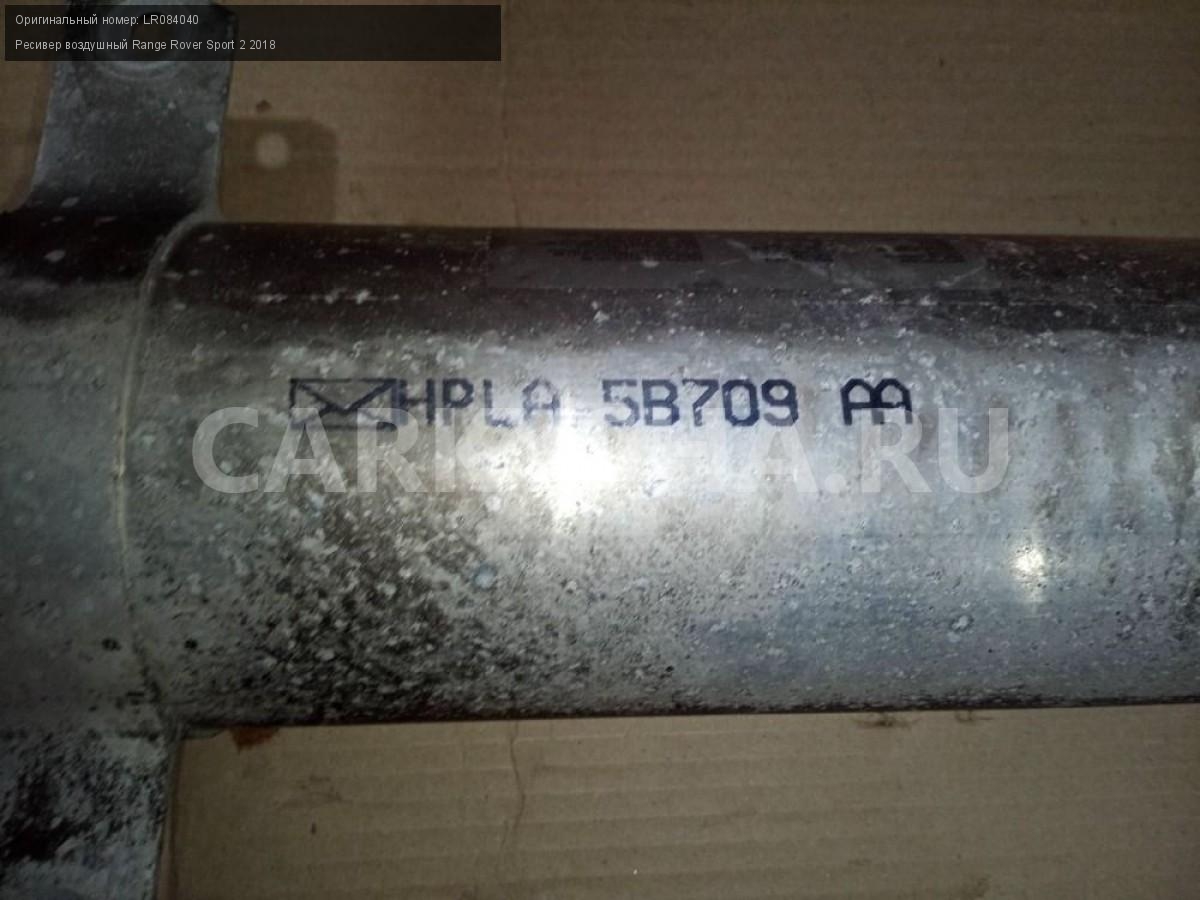 Оригинальный номер: LR084040
Ресивер воздушный Range Rover Sport 2 2018
HPLA-5B709 AA